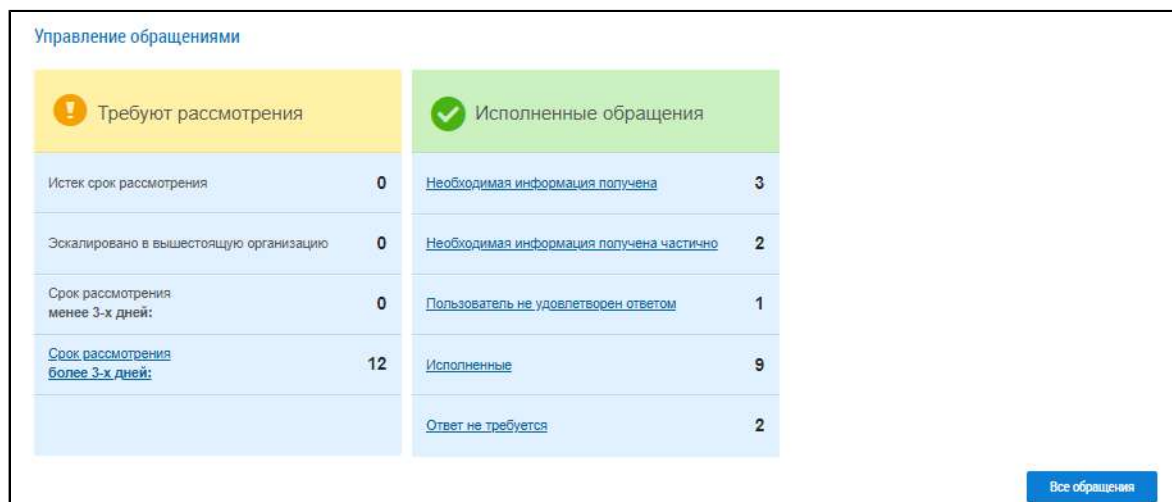 Управление обращениями
Требуют рассмотрения
Истек срок рассмотрения 0
Эскалировано в вышестоящую организацию 0
Срок рассмотрения
менее 3-х дней: 0
Срок рассмотрения
более 3-х дней: 12
Исполненные обращения
Необходимая информация получена 3
Необходимая информация получена частично 2
Пользователь не удовлетворен ответом 1
Исполненные 9
Ответ не требуется 2
Все обращения